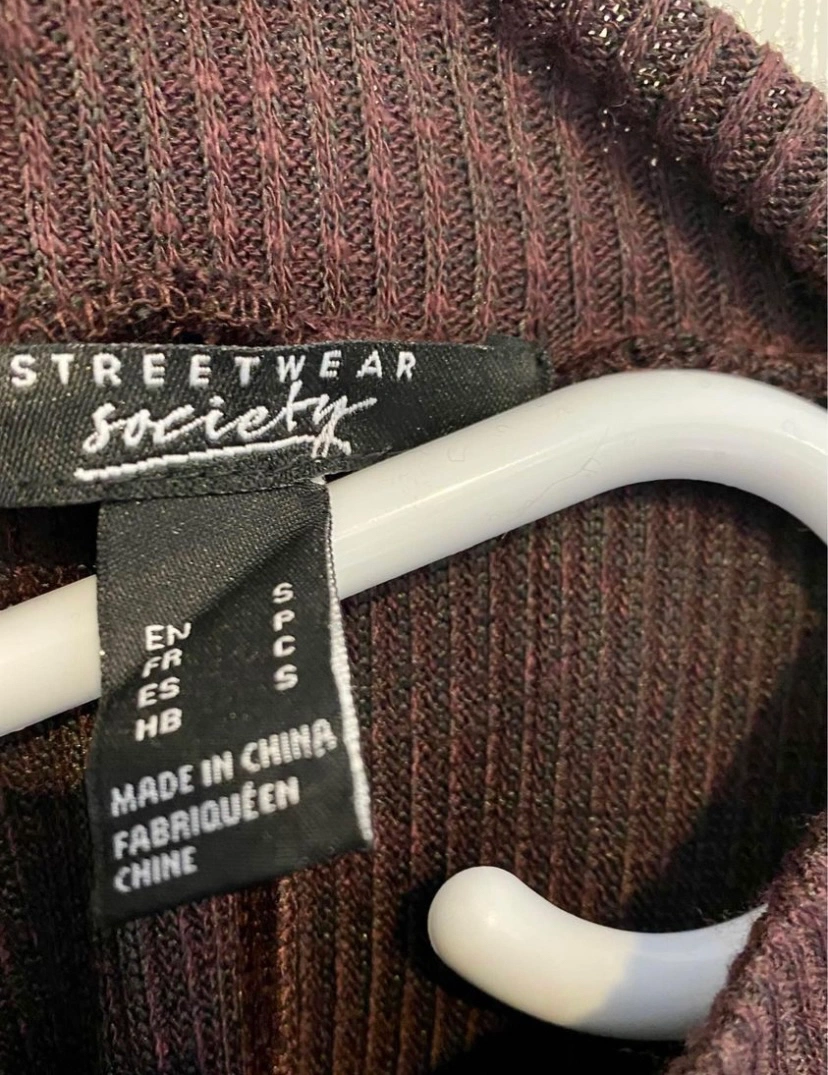 STREETWEAR
society
EN S
FR P
ES C
HB S
MADE IN CHINA
FABRIQUÉEN
CHINE